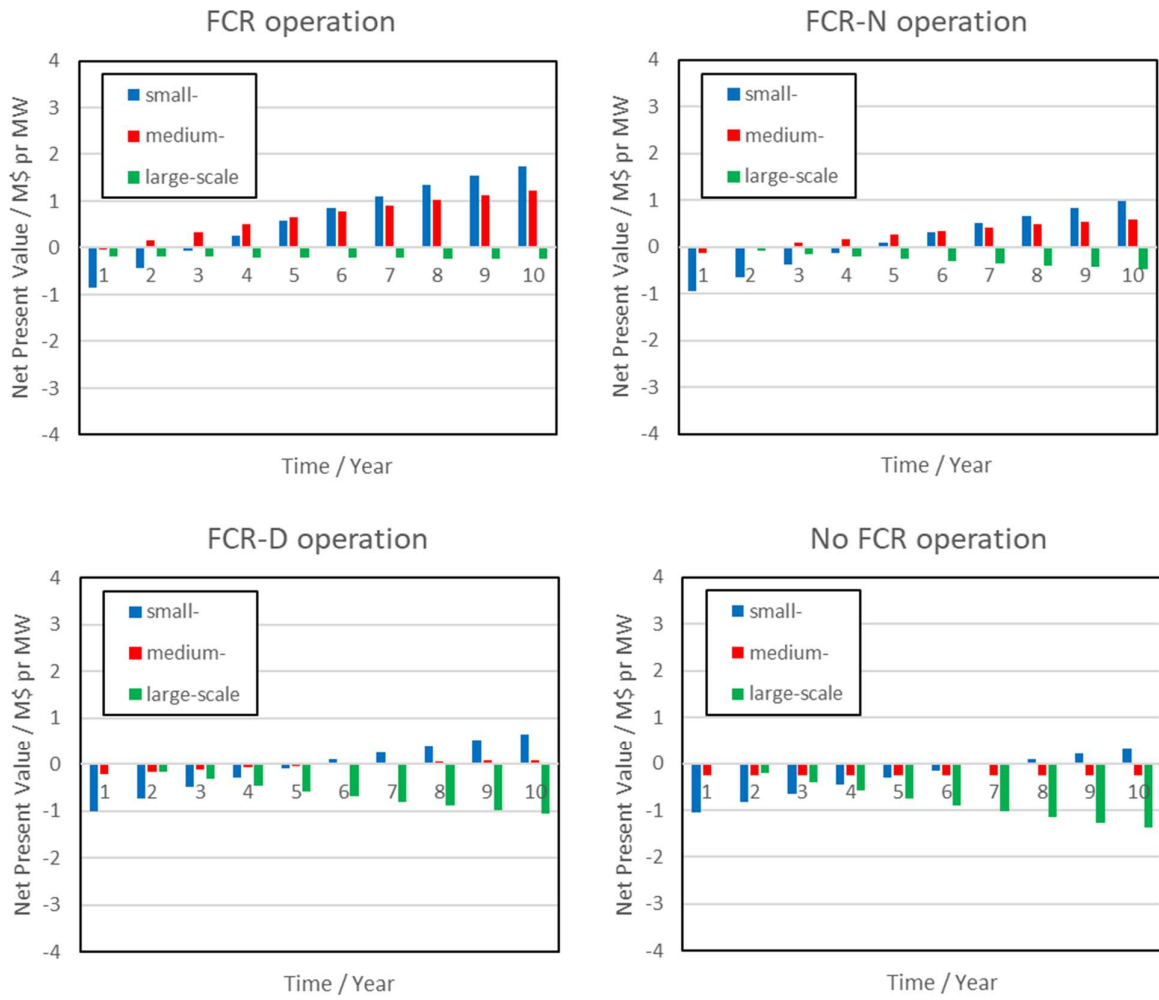 FCR operation
Net Present Value / M$ pr MW
4
3
2
1
0
-1
-2
-3
-4
small-
medium-
large-scale
1 2 3 4 5 6 7 8 9 10
Time / Year
FCR-N operation
Net Present Value / M$ pr MW
4
3
2
1
0
-1
-2
-3
-4
small-
medium-
large-scale
1 2 3 4 5 6 7 8 9 10
Time / Year
FCR-D operation
Net Present Value / M$ pr MW
4
3
2
1
0
-1
-2
-3
-4
small-
medium-
large-scale
1 2 3 4 5 6 7 8 9 10
Time / Year
No FCR operation
Net Present Value / M$ pr MW
4
3
2
1
0
-1
-2
-3
-4
small-
medium-
large-scale
1 2 3 4 5 6 7 8 9 10
Time / Year